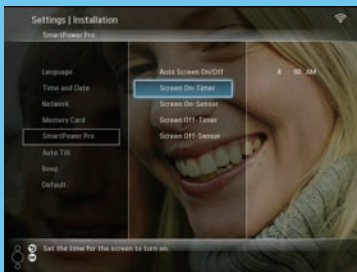 Settings | Installation
SmartPower Pro
Language
Time and Date
Network
Memory Card
SmartPower Pro
Auto Tilt
Beep
Default
Auto Screen On/Off
Screen On-Timer
Screen On-Sensor
Screen Off-Timer
Screen Off-Sensor
8 : 00 AM
Set the time for the screen to turn on